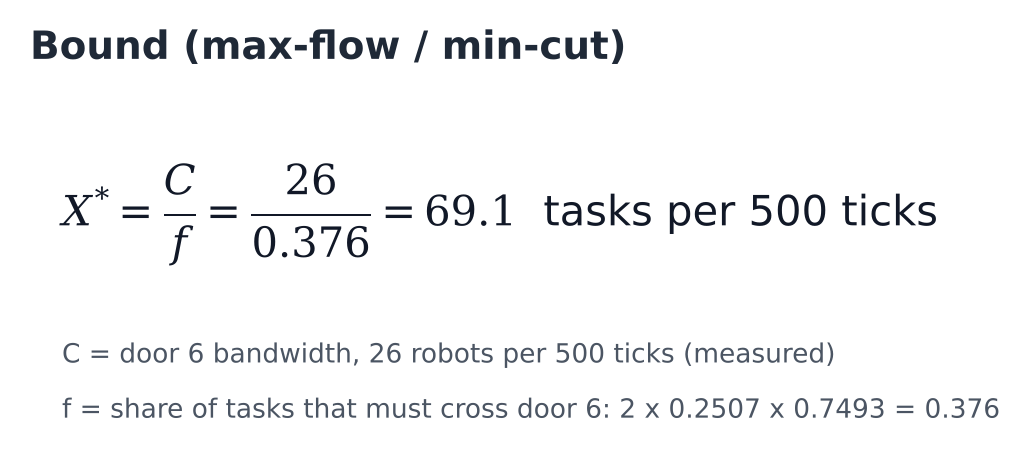 Bound (max-flow / min-cut)
X* = C/f = 26/0.376 = 69.1 tasks per 500 ticks
C = door 6 bandwidth, 26 robots per 500 ticks (measured)
f = share of tasks that must cross door 6: 2 x 0.2507 x 0.7493 = 0.376